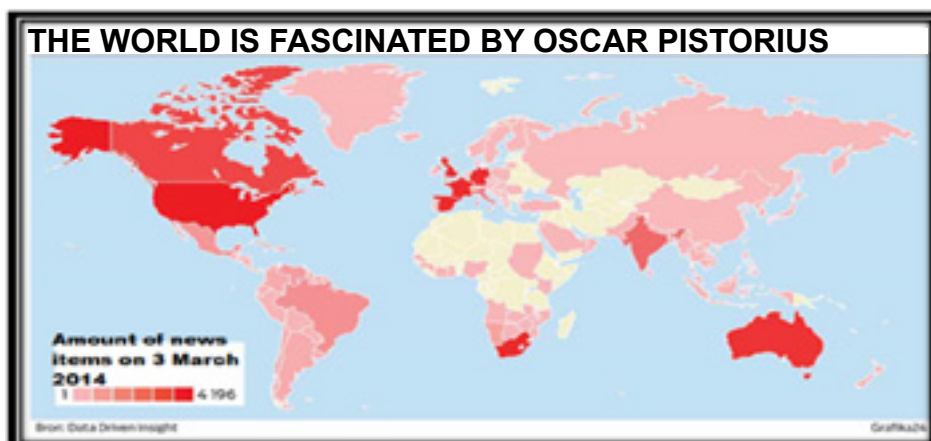 THE WORLD IS FASCINATED BY OSCAR PISTORIUS
Amount of news
items on 3 March
2014
1 4 196
Bron: Data Driven Insight
Grafika24